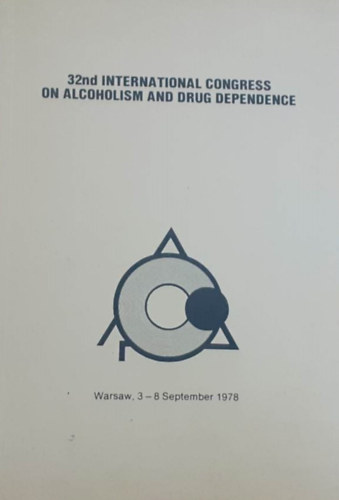 32nd INTERNATIONAL CONGRESS
ON ALCOHOLISM AND DRUG DEPENDENCE
Warsaw, 3 – 8 September 1978